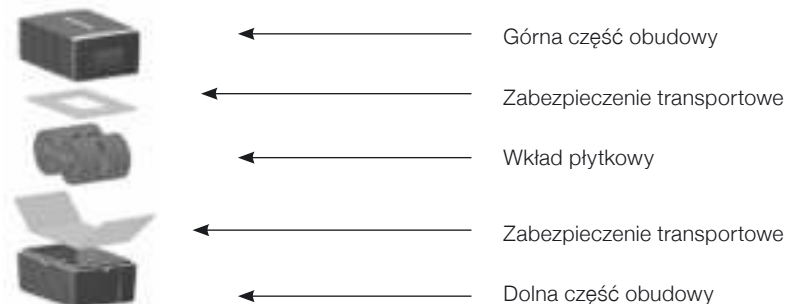 Górna część obudowy
Zabezpieczenie transportowe
Wkład płytkowy
Zabezpieczenie transportowe
Dolna część obudowy